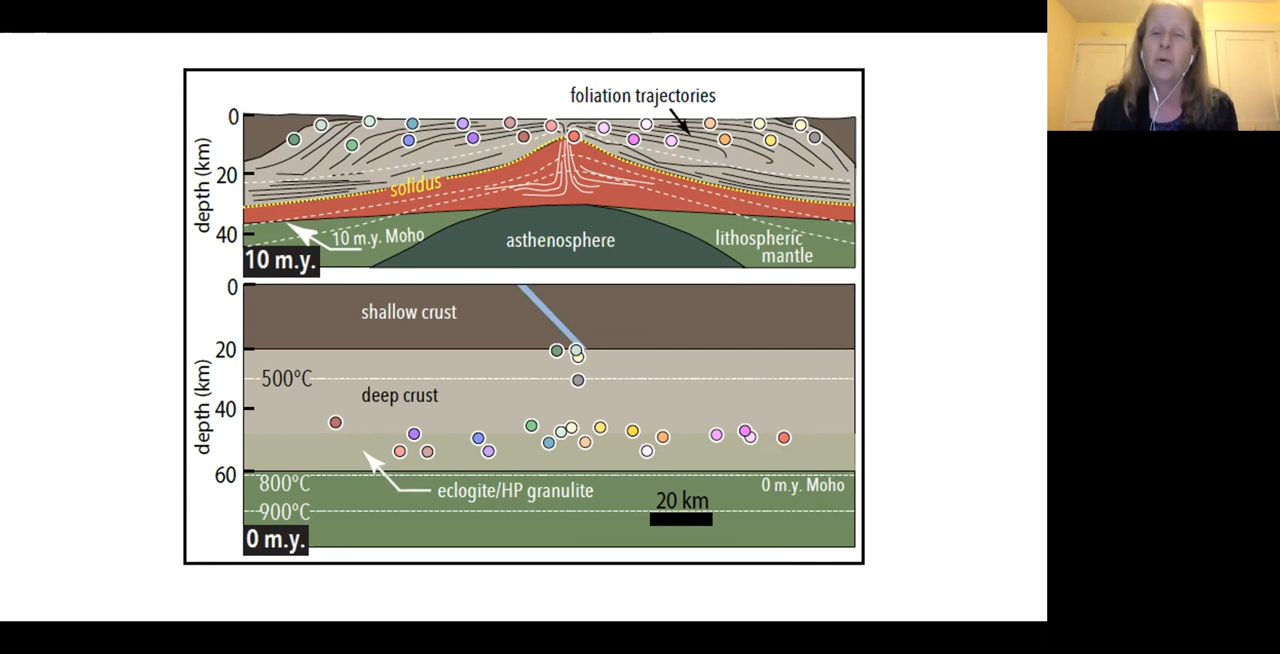 foliation trajectories
0
20
40
depth (km)
solidus
10 m.y. Moho
asthenosphere
lithospheric
mantle
10 m.y.
0
20
40
60
depth (km)
shallow crust
500°C
deep crust
800°C
0 m.y. Moho
eclogite/HP granulite
20 km
900°C
0 m.y.